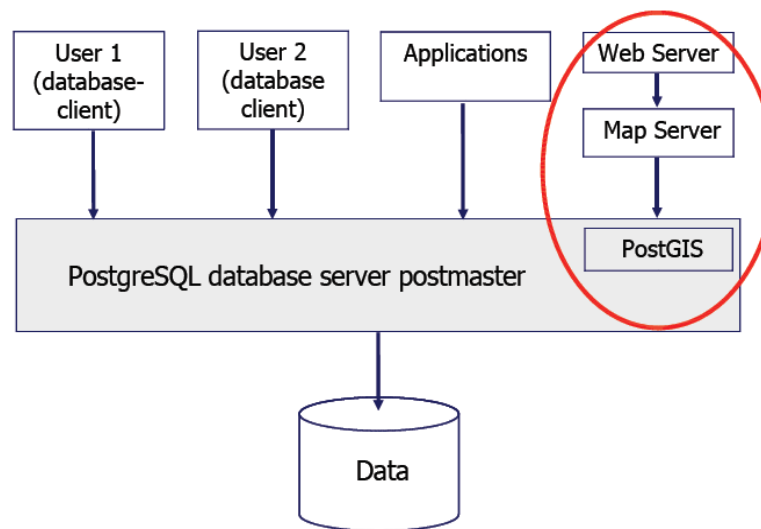 User 1
(database-
client)
User 2
(database
client)
Applications
Web Server
Map Server
PostGIS
PostgreSQL database server postmaster
Data